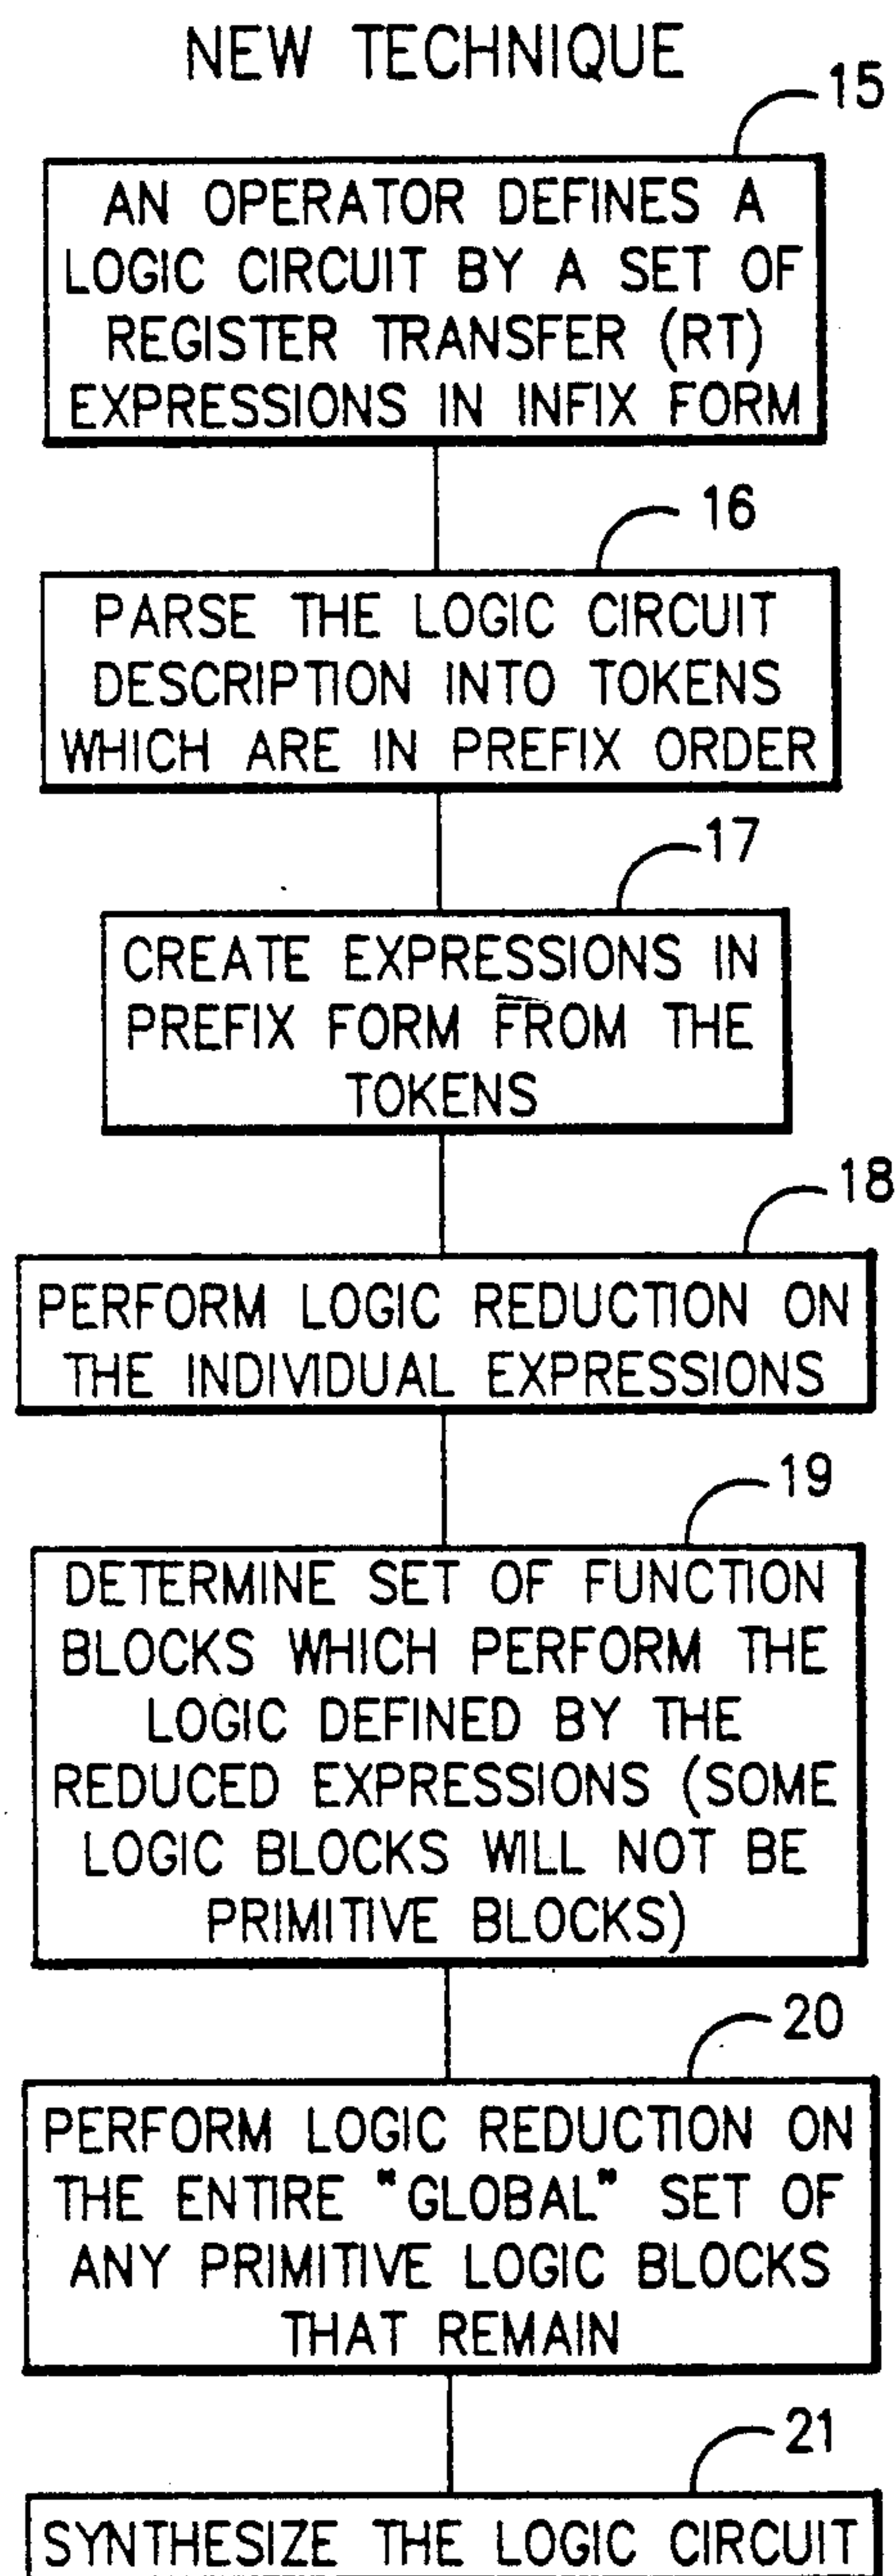 NEW TECHNIQUE
15
AN OPERATOR DEFINES A
LOGIC CIRCUIT BY A SET OF
REGISTER TRANSFER (RT)
EXPRESSIONS IN INFIX FORM
16
PARSE THE LOGIC CIRCUIT
DESCRIPTION INTO TOKENS
WHICH ARE IN PREFIX ORDER
17
CREATE EXPRESSIONS IN
PREFIX FORM FROM THE
TOKENS
18
PERFORM LOGIC REDUCTION ON
THE INDIVIDUAL EXPRESSIONS
19
DETERMINE SET OF FUNCTION
BLOCKS WHICH PERFORM THE
LOGIC DEFINED BY THE
REDUCED EXPRESSIONS (SOME
LOGIC BLOCKS WILL NOT BE
PRIMITIVE BLOCKS)
20
PERFORM LOGIC REDUCTION ON
THE ENTIRE "GLOBAL" SET OF
ANY PRIMITIVE LOGIC BLOCKS
THAT REMAIN
21
SYNTHESIZE THE LOGIC CIRCUIT